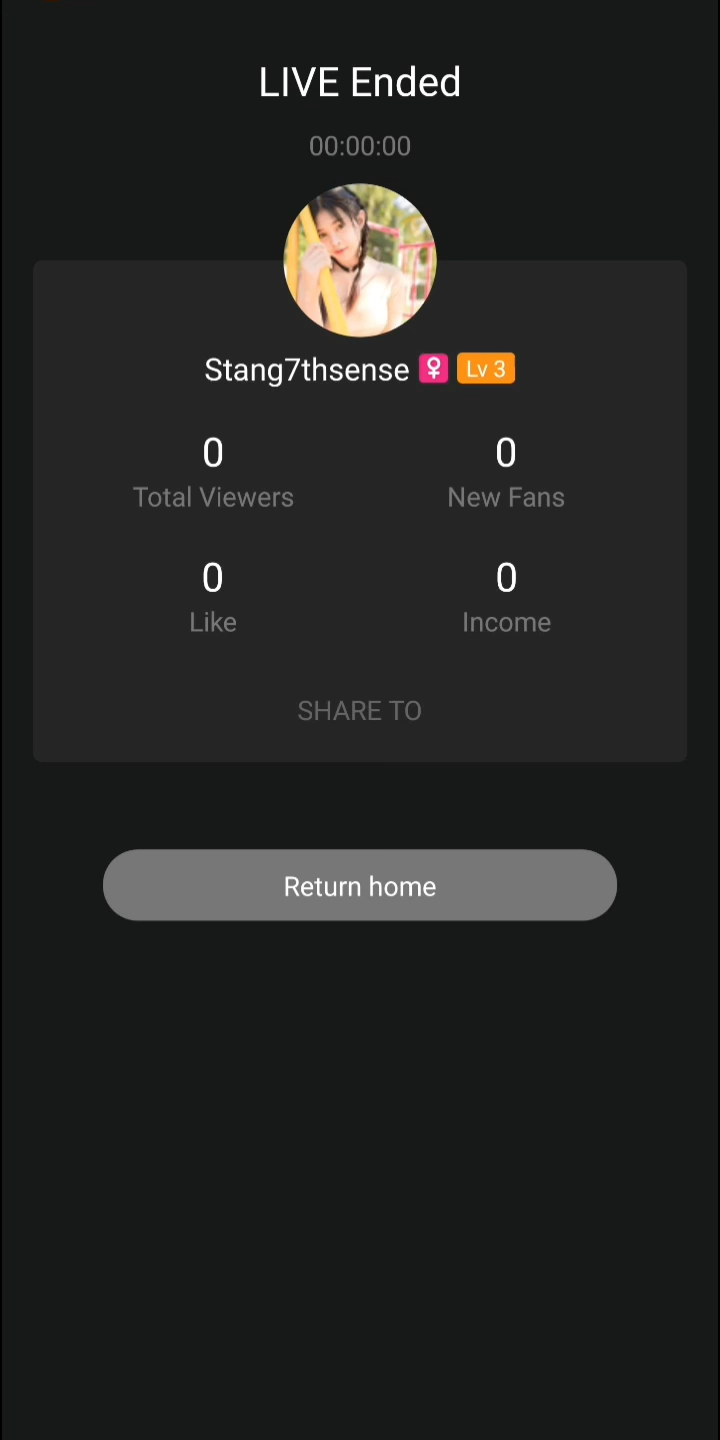 LIVE Ended
00:00:00
Stang7thsense ♀ Lv 3
0 0
Total Viewers New Fans
0 0
Like Income
SHARE TO
Return home